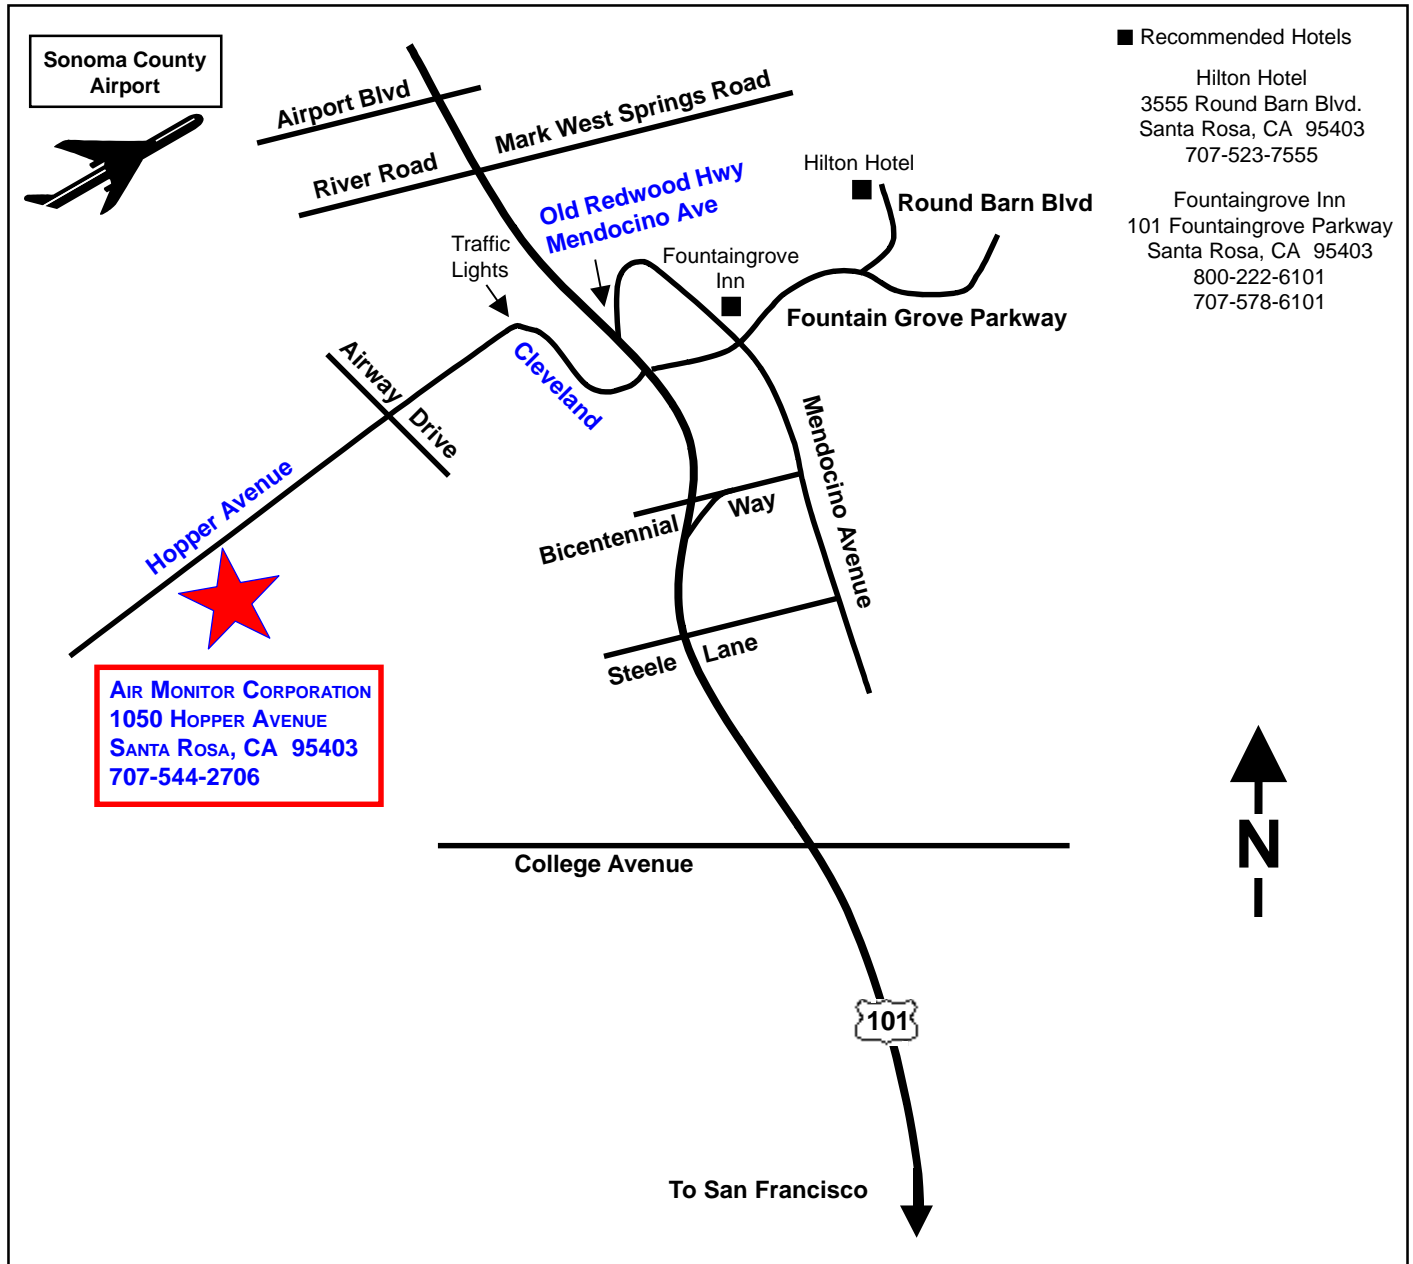 Sonoma County
Airport
Airport Blvd
River Road
Mark West Springs Road
Old Redwood Hwy
Mendocino Ave
Traffic
Lights
Fountaingrove
Inn
Hilton Hotel
Round Barn Blvd
Fountain Grove Parkway
■ Recommended Hotels
Hilton Hotel
3555 Round Barn Blvd.
Santa Rosa, CA  95403
707-523-7555
Fountaingrove Inn
101 Fountaingrove Parkway
Santa Rosa, CA  95403
800-222-6101
707-578-6101
Airway Drive
Cleveland
Hopper Avenue
Mendocino Avenue
Bicentennial Way
Steele Lane
AIR MONITOR CORPORATION
1050 HOPPER AVENUE
SANTA ROSA, CA  95403
707-544-2706
College Avenue
N
101
To San Francisco